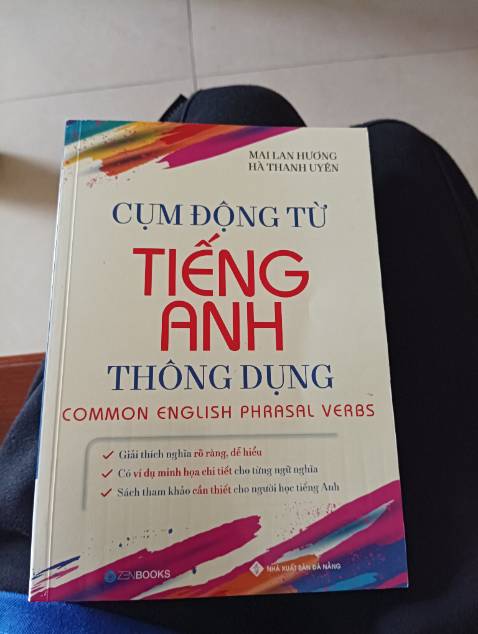 MAI LAN HƯƠNG
HÀ THANH UYÊN
CỤM ĐỘNG TỪ
TIẾNG
ANH
THÔNG DỤNG
COMMON ENGLISH PHRASAL VERBS
Giải thích nghĩa rõ ràng, dễ hiểu
Có ví dụ minh họa chi tiết cho từng ngữ nghĩa
Sách tham khảo cần thiết cho người học tiếng Anh
ZENBOOKS
NHÀ XUẤT BẢN ĐÀ NẴNG